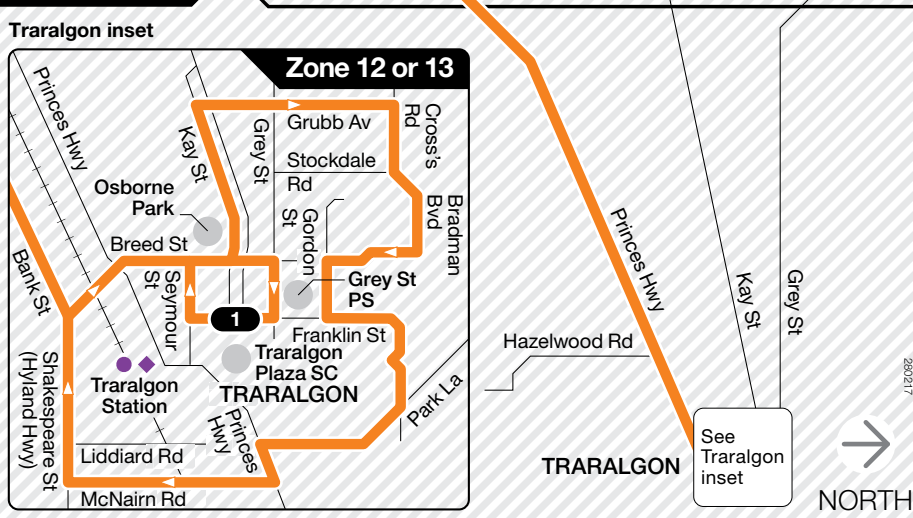 Traralgon inset
Zone 12 or 13
Princes Hwy
Kay St
Grey St
Grubb Av
Cross's
Rd
Stockdale
Rd
Osborne
Park
Gordon
St
Bradman
Bvd
Breed St
Bank St
Seymour
St
Grey St
PS
1
Franklin St
Traralgon
Plaza SC
TRARALGON
Traralgon
Station
Shakespeare St
(Hyland Hwy)
Princes
Hwy
Park La
Liddiard Rd
McNairn Rd
Princes Hwy
Kay St
Grey St
Hazelwood Rd
TRARALGON
See
Traralgon
inset
280217
NORTH